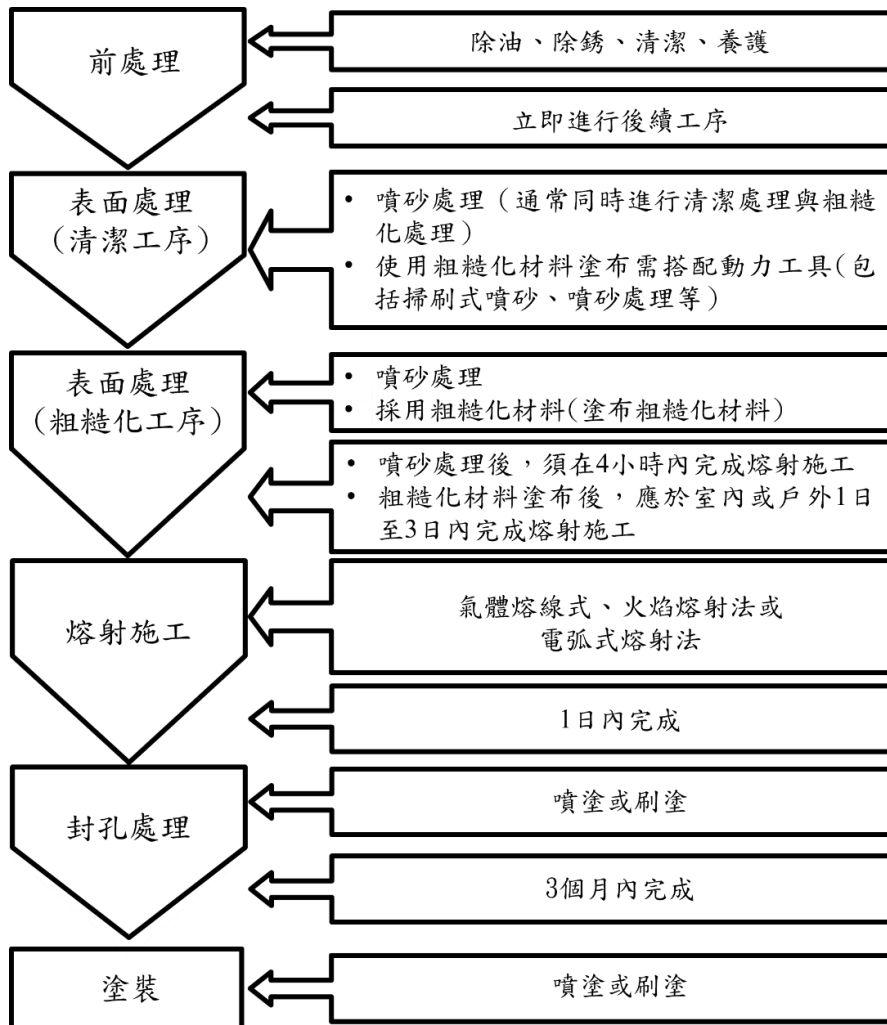 前處理
除油、除銹、清潔、養護
立即進行後續工序
表面處理
(清潔工序)
• 噴砂處理（通常同時進行清潔處理與粗糙
化處理）
• 使用粗糙化材料塗布需搭配動力工具(包
括掃刷式噴砂、噴砂處理等）
表面處理
(粗糙化工序)
• 噴砂處理
• 採用粗糙化材料(塗布粗糙化材料)
• 噴砂處理後，須在4小時內完成熔射施工
• 粗糙化材料塗布後，應於室內或戶外1日
至3日內完成熔射施工
熔射施工
氣體熔線式、火焰熔射法或
電弧式熔射法
1日內完成
封孔處理
噴塗或刷塗
3個月內完成
塗裝
噴塗或刷塗